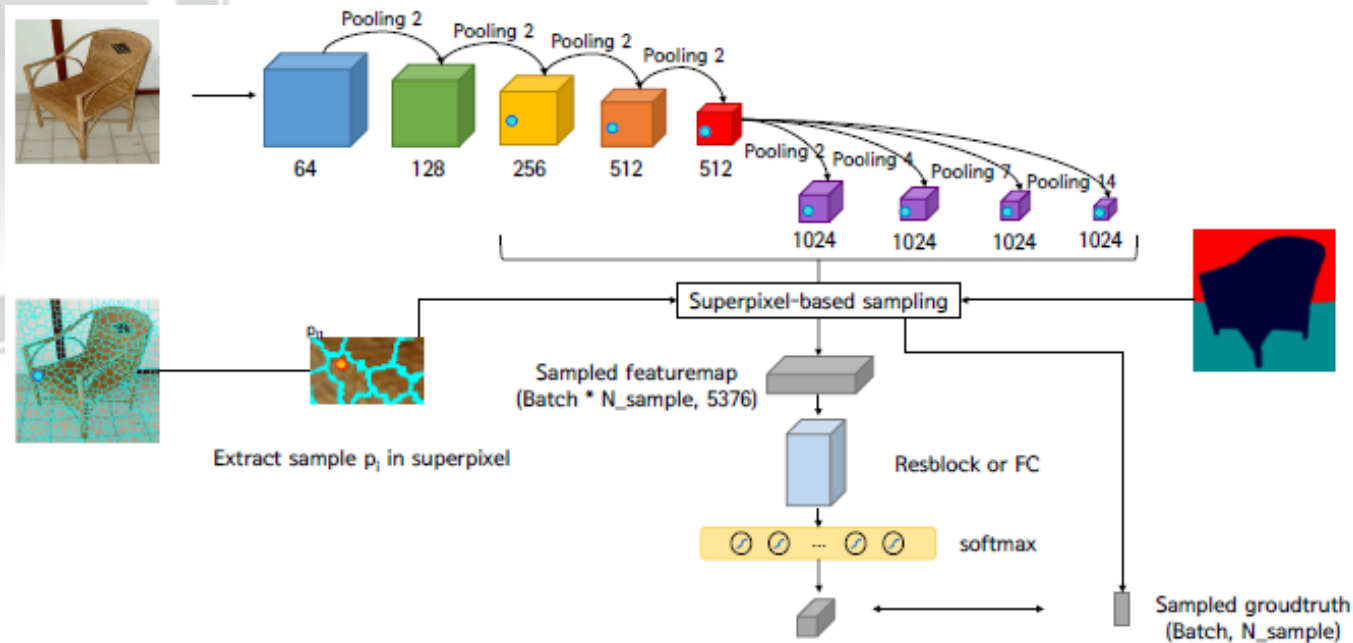 Pooling 2
Pooling 2
Pooling 2
Pooling 2
64
128
256
512
512
Pooling 2
Pooling 4
Pooling 7
Pooling 14
1024
1024
1024
1024
Superpixel-based sampling
Sampled featuremap
(Batch * N_sample, 5376)
Extract sample pᵢ in superpixel
Resblock or FC
...
softmax
Sampled groudtruth
(Batch, N_sample)